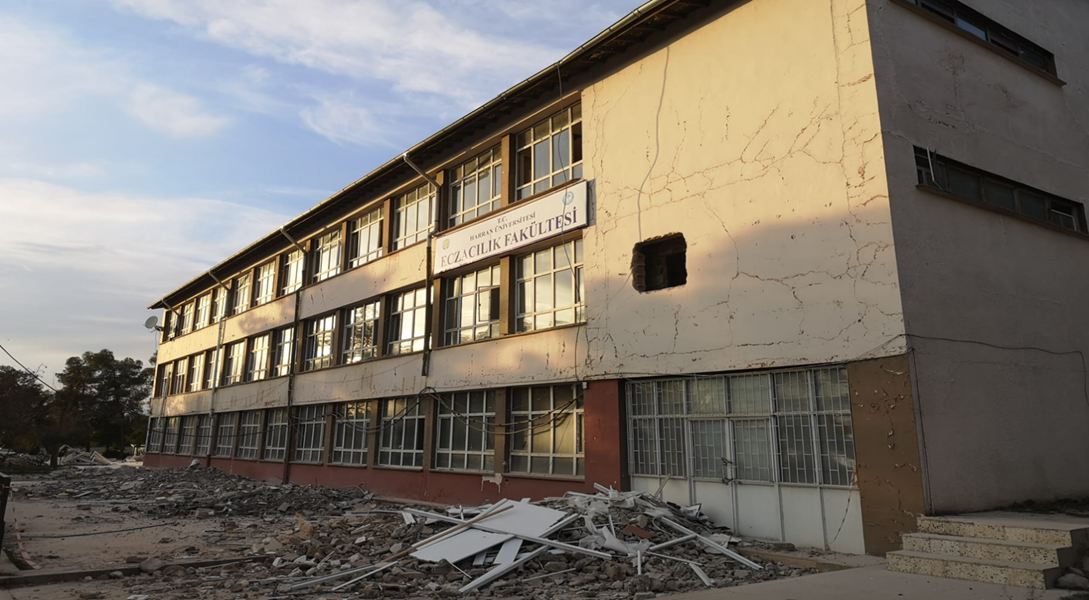 T.C.
HARRAN ÜNİVERSİTESİ
ECZACILIK FAKÜLTESİ